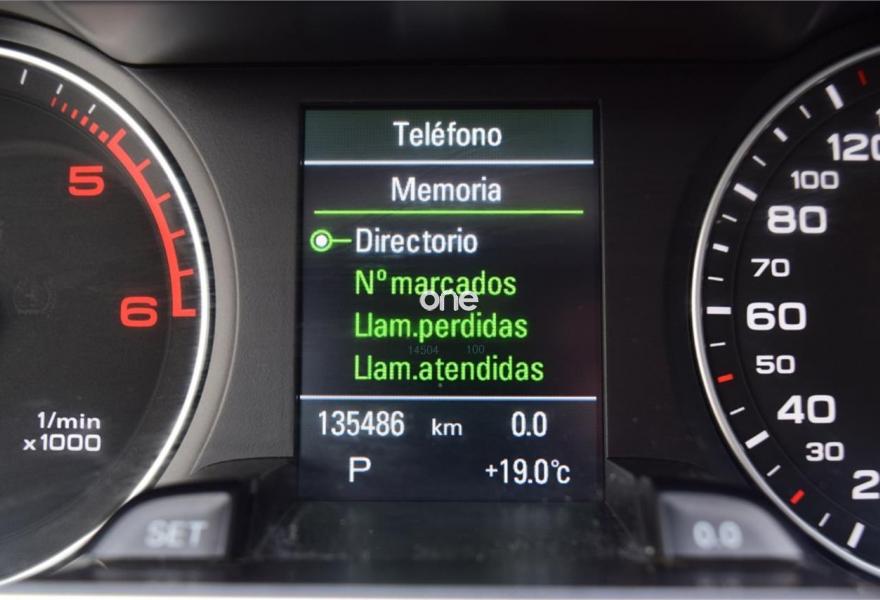 Teléfono
Memoria
Directorio
Nº marcados
one
Llam.perdidas
14504 100
Llam.atendidas
135486 km 0.0
P +19.0°c
5
6
1/min
x1000
120
100
80
70
60
50
40
30
2
SET
0.0